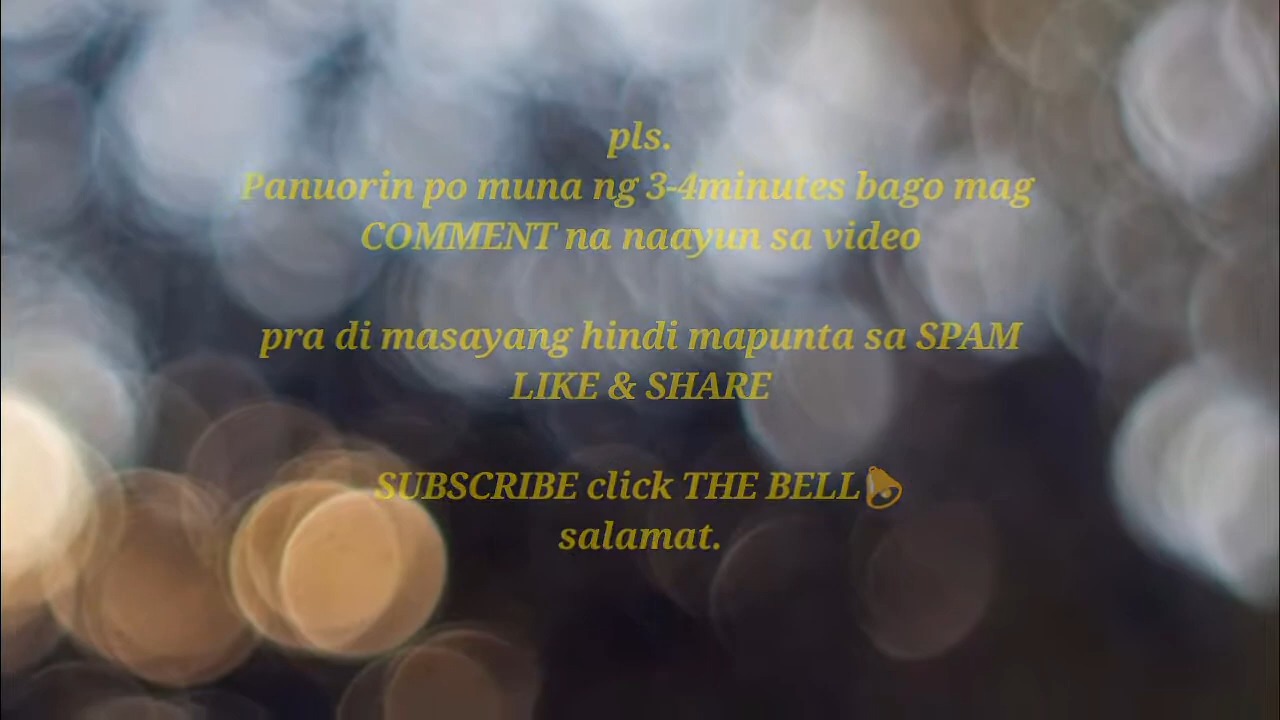 pls.
Panuorin po muna ng 3-4minutes bago mag
COMMENT na naayun sa video
pra di masayang hindi mapunta sa SPAM
LIKE & SHARE
SUBSCRIBE click THE BELL🔔
salamat.